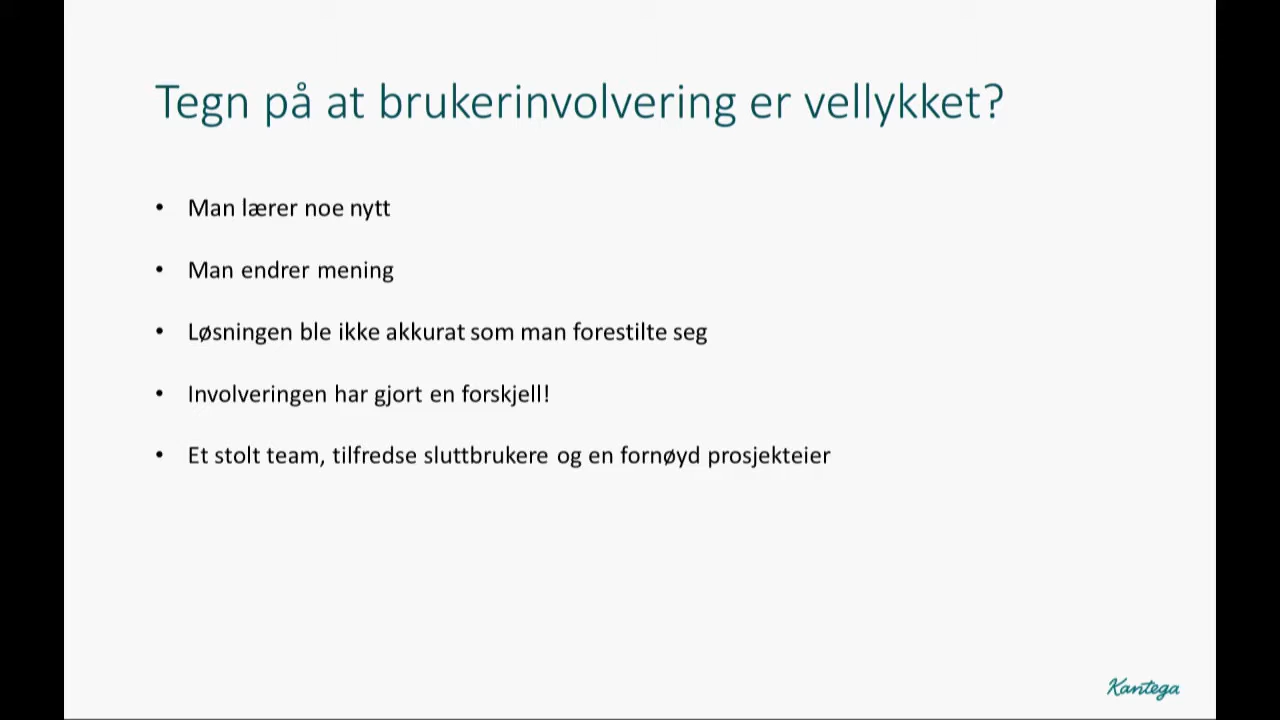 Tegn på at brukerinvolvering er vellykket?
• Man lærer noe nytt
• Man endrer mening
• Løsningen ble ikke akkurat som man forestilte seg
• Involveringen har gjort en forskjell!
• Et stolt team, tilfredse sluttbrukere og en fornøyd prosjekteier
Kantega